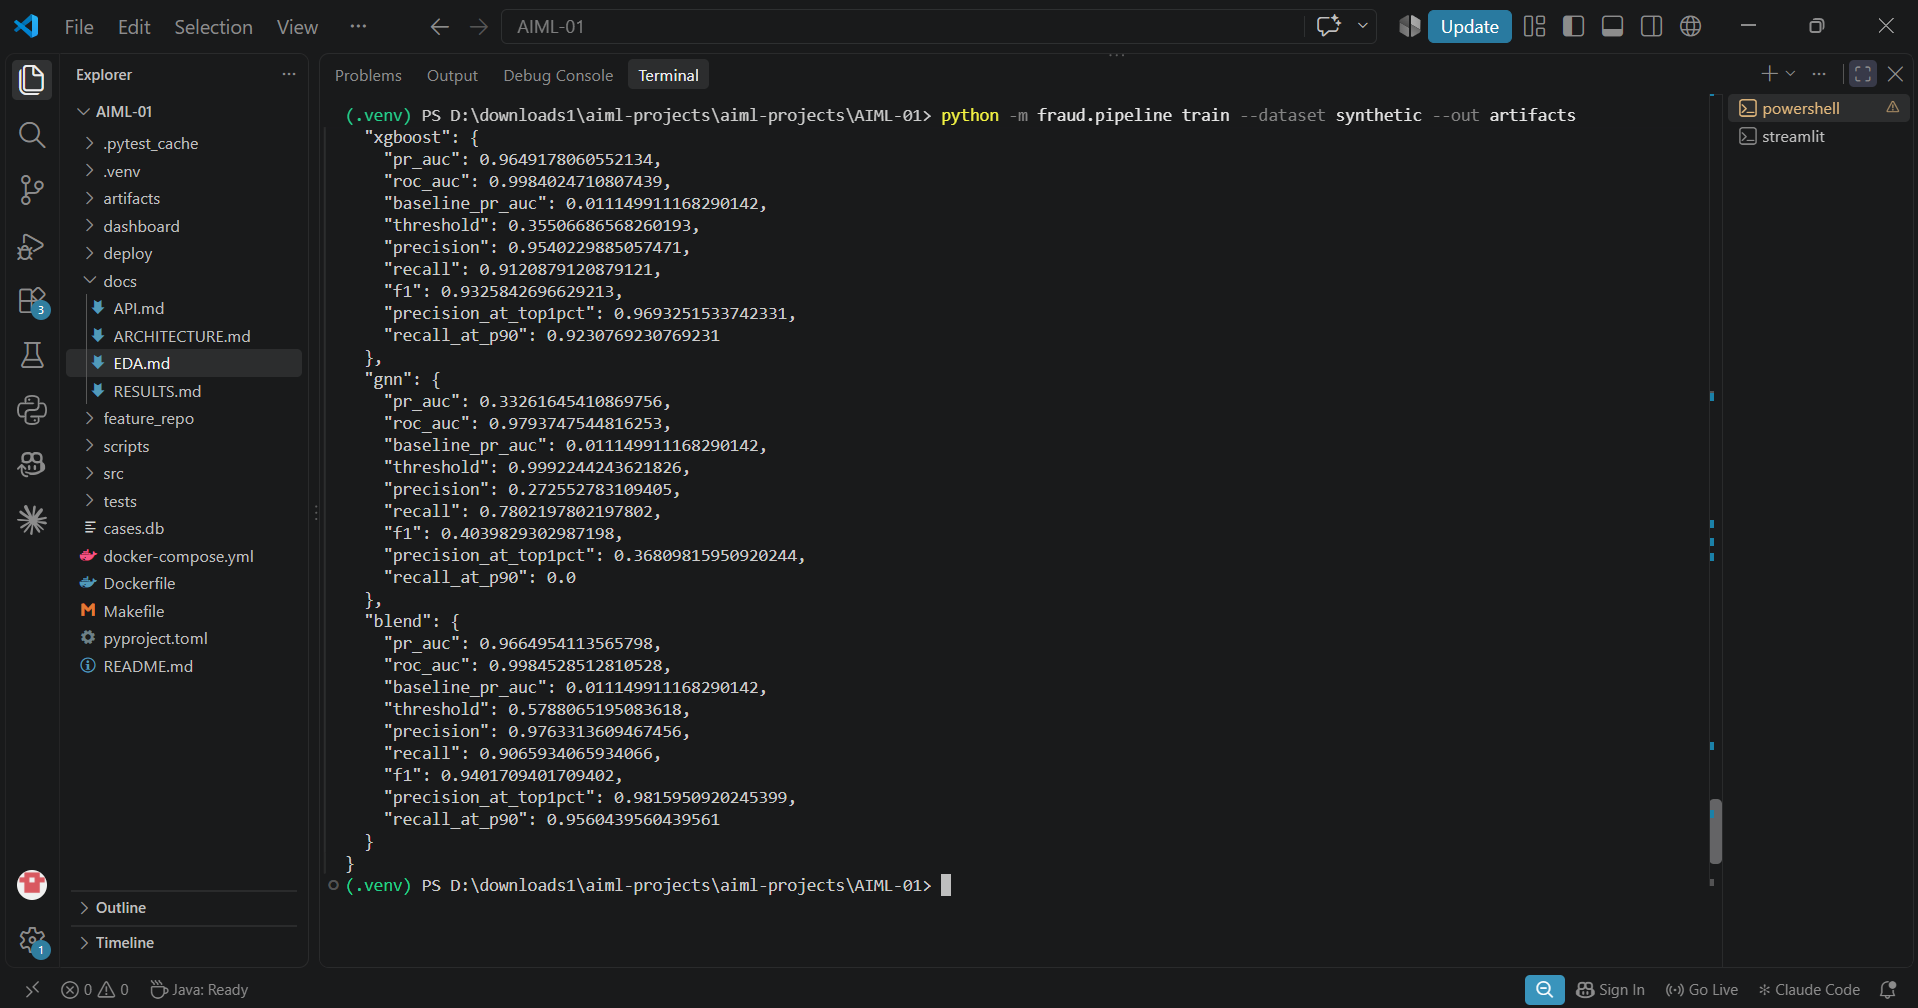 File Edit Selection View ··· AIML-01 Update
Explorer ···
AIML-01
.pytest_cache
.venv
artifacts
dashboard
deploy
docs
API.md
ARCHITECTURE.md
EDA.md
RESULTS.md
feature_repo
scripts
src
tests
cases.db
docker-compose.yml
Dockerfile
Makefile
pyproject.toml
README.md
Outline
Timeline
3
1
Problems Output Debug Console Terminal
(.venv) PS D:\downloads1\aiml-projects\aiml-projects\AIML-01> python -m fraud.pipeline train --dataset synthetic --out artifacts
"xgboost": {
"pr_auc": 0.9649178060552134,
"roc_auc": 0.9984024710807439,
"baseline_pr_auc": 0.011149911168290142,
"threshold": 0.35506686568260193,
"precision": 0.9540229885057471,
"recall": 0.9120879120879121,
"f1": 0.9325842696629213,
"precision_at_top1pct": 0.9693251533742331,
"recall_at_p90": 0.9230769230769231
},
"gnn": {
"pr_auc": 0.33261645410869756,
"roc_auc": 0.9793747544816253,
"baseline_pr_auc": 0.011149911168290142,
"threshold": 0.9992244243621826,
"precision": 0.272552783109405,
"recall": 0.7802197802197802,
"f1": 0.4039829302987198,
"precision_at_top1pct": 0.36809815950920244,
"recall_at_p90": 0.0
},
"blend": {
"pr_auc": 0.9664954113565798,
"roc_auc": 0.9984528512810528,
"baseline_pr_auc": 0.011149911168290142,
"threshold": 0.5788065195083618,
"precision": 0.9763313609467456,
"recall": 0.9065934065934066,
"f1": 0.9401709401709402,
"precision_at_top1pct": 0.9815950920245399,
"recall_at_p90": 0.9560439560439561
}
}
(.venv) PS D:\downloads1\aiml-projects\aiml-projects\AIML-01>
powershell
streamlit
0 0 Java: Ready Sign In Go Live Claude Code